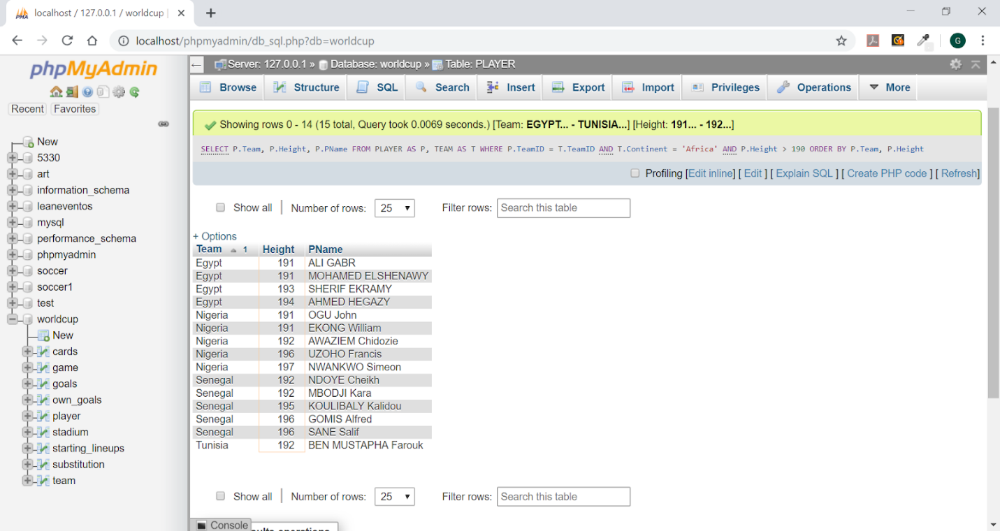 localhost / 127.0.0.1 / worldcup |
localhost/phpmyadmin/db_sql.php?db=worldcup
G
phpMyAdmin
Recent Favorites
New
5330
art
information_schema
leaneventos
mysql
performance_schema
phpmyadmin
soccer
soccer1
test
worldcup
New
cards
game
goals
own_goals
player
stadium
starting_lineups
substitution
team
Server: 127.0.0.1 » Database: worldcup » Table: PLAYER
Browse Structure SQL Search Insert Export Import Privileges Operations More
Showing rows 0 - 14 (15 total, Query took 0.0069 seconds.) [Team: EGYPT... - TUNISIA...] [Height: 191... - 192...]
SELECT P.Team, P.Height, P.PName FROM PLAYER AS P, TEAM AS T WHERE P.TeamID = T.TeamID AND T.Continent = 'Africa' AND P.Height > 190 ORDER BY P.Team, P.Height
Profiling [Edit inline] [ Edit ] [ Explain SQL ] [ Create PHP code ] [ Refresh]
Show all | Number of rows: 25 Filter rows: Search this table
+ Options
Team 1 Height PName
Egypt 191 ALI GABR
Egypt 191 MOHAMED ELSHENAWY
Egypt 193 SHERIF EKRAMY
Egypt 194 AHMED HEGAZY
Nigeria 191 OGU John
Nigeria 191 EKONG William
Nigeria 192 AWAZIEM Chidozie
Nigeria 196 UZOHO Francis
Nigeria 197 NWANKWO Simeon
Senegal 192 NDOYE Cheikh
Senegal 192 MBODJI Kara
Senegal 195 KOULIBALY Kalidou
Senegal 196 GOMIS Alfred
Senegal 196 SANE Salif
Tunisia 192 BEN MUSTAPHA Farouk
Show all | Number of rows: 25 Filter rows: Search this table
Console